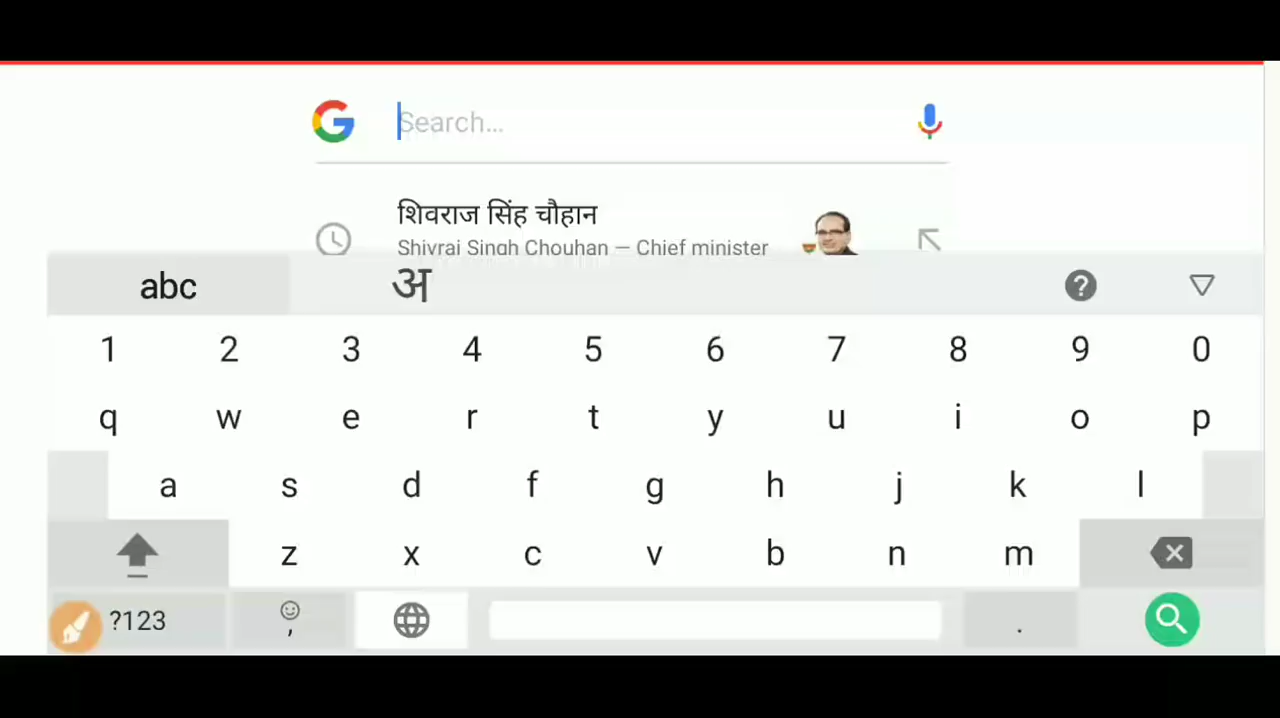 Search...
शिवराज सिंह चौहान
Shivraj Singh Chouhan — Chief minister
abc अ ?
1 2 3 4 5 6 7 8 9 0
q w e r t y u i o p
a s d f g h j k l
z x c v b n m
?123 , .